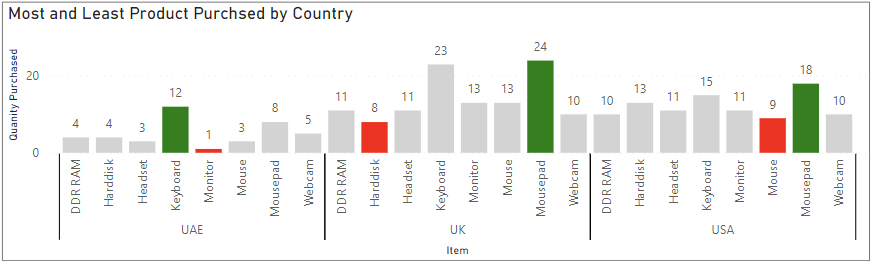 Most and Least Product Purchsed by Country
Quanity Purchased
20
0
4 4 3 12 1 3 8 5 11 8 11 23 13 13 24 10 10 13 11 15 11 9 18 10
DDR RAM Harddisk Headset Keyboard Monitor Mouse Mousepad Webcam DDR RAM Harddisk Headset Keyboard Monitor Mouse Mousepad Webcam DDR RAM Harddisk Headset Keyboard Monitor Mouse Mousepad Webcam
UAE UK USA
Item